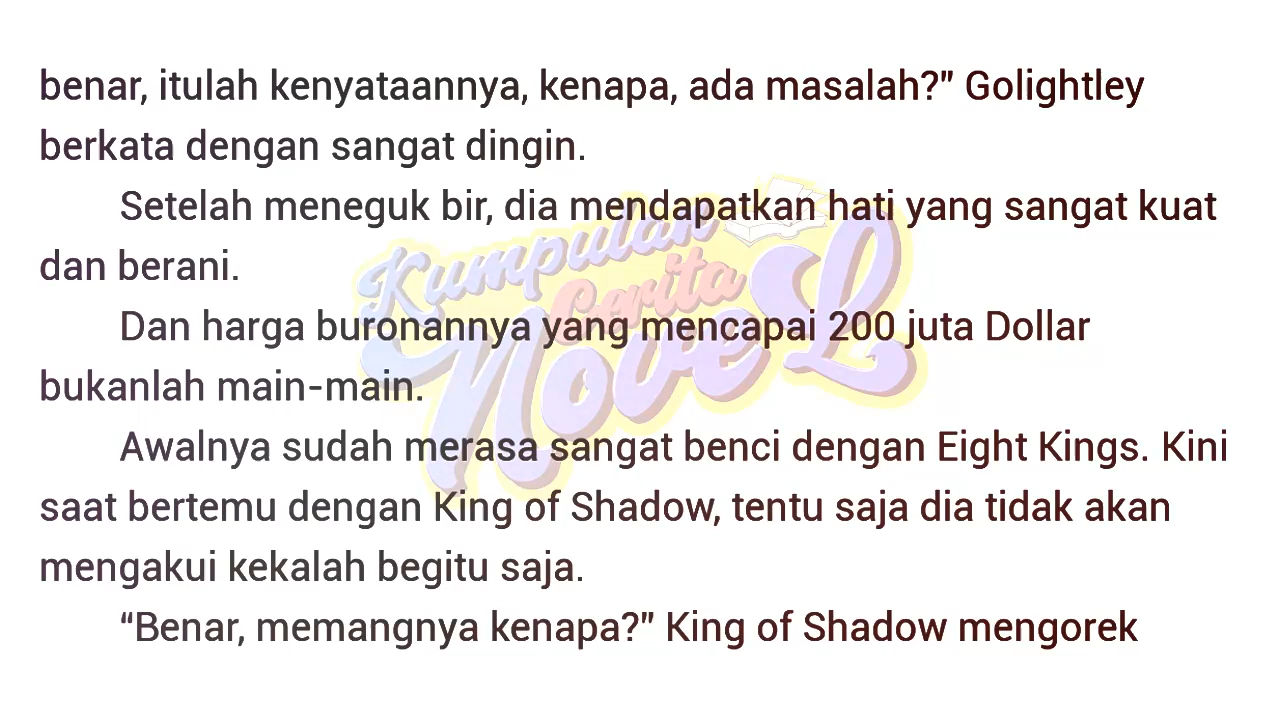 benar, itulah kenyataannya, kenapa, ada masalah?” Golightley
berkata dengan sangat dingin.
Setelah meneguk bir, dia mendapatkan hati yang sangat kuat
dan berani.
Dan harga buronannya yang mencapai 200 juta Dollar
bukanlah main-main.
Awalnya sudah merasa sangat benci dengan Eight Kings. Kini
saat bertemu dengan King of Shadow, tentu saja dia tidak akan
mengakui kekalah begitu saja.
“Benar, memangnya kenapa?” King of Shadow mengorek
Kumpulan
Cerita
NoveL